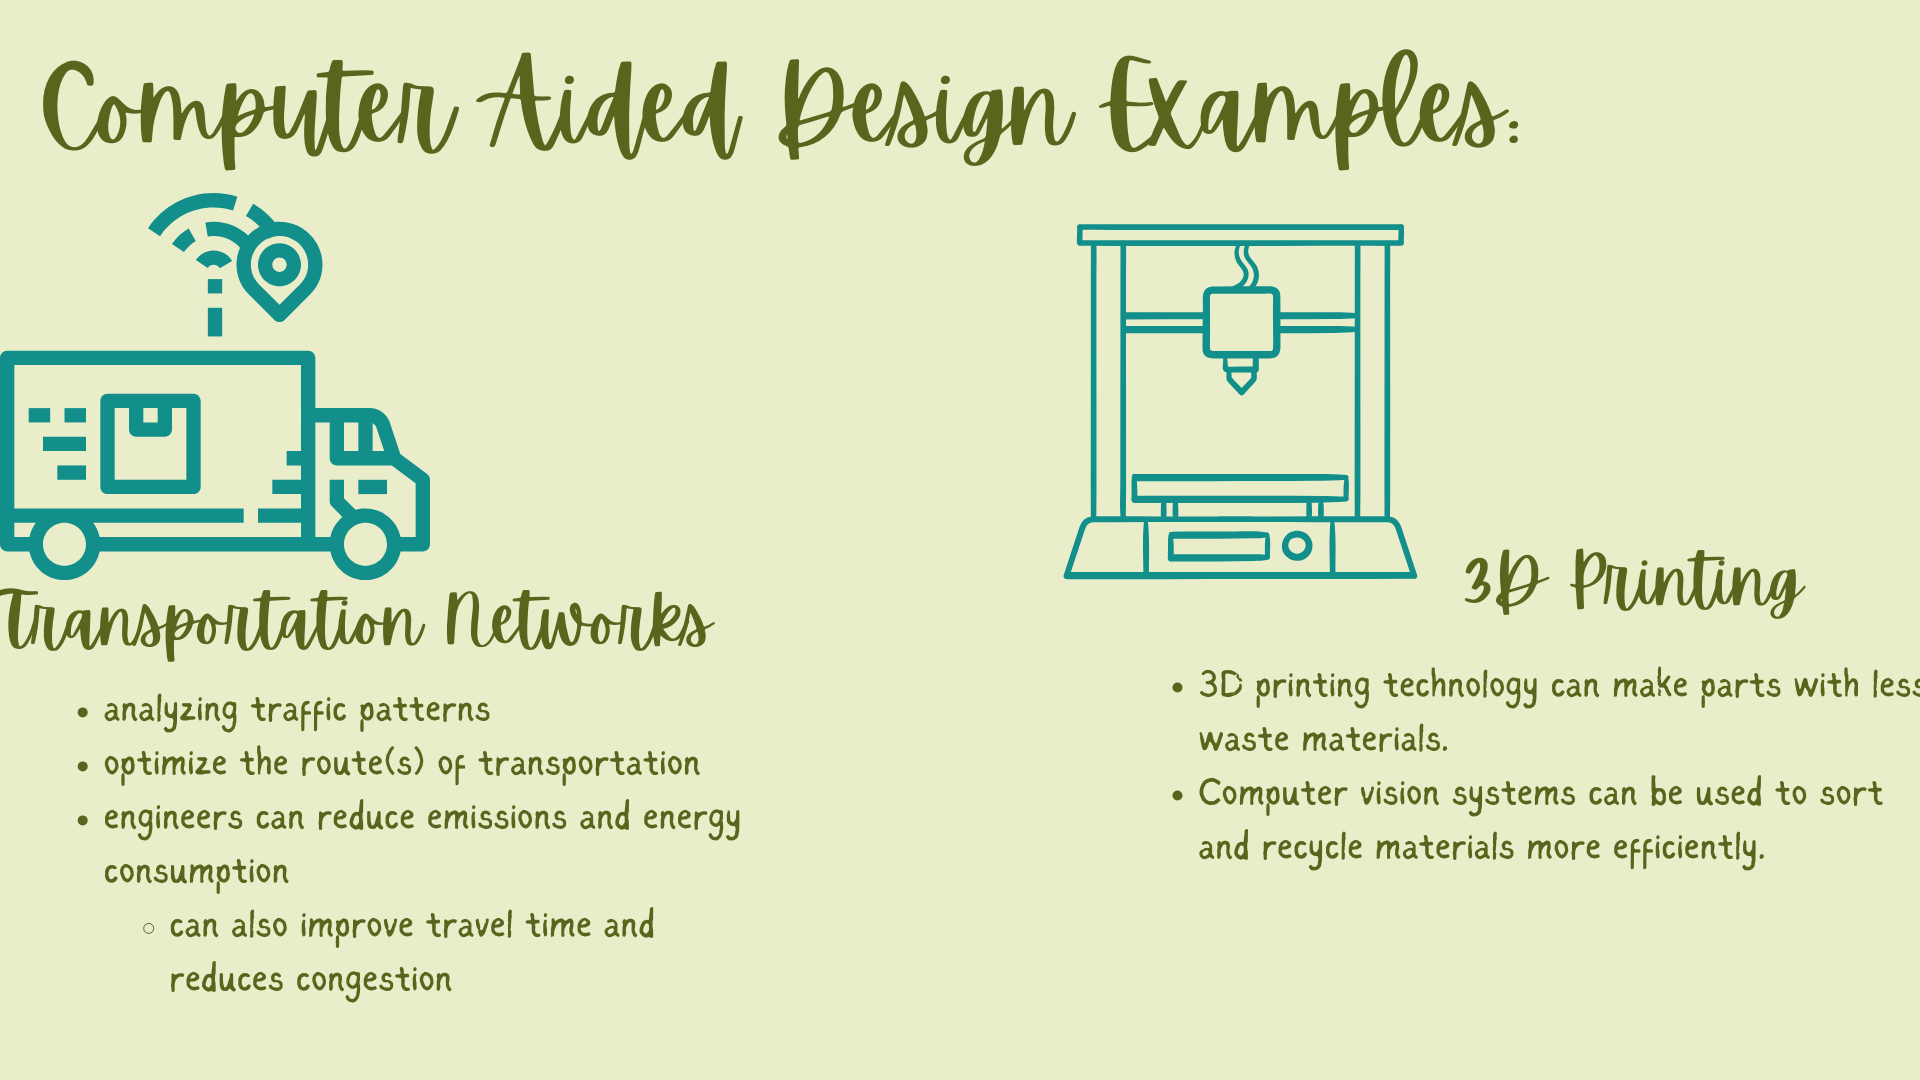 Computer Aided Design Examples:
Transportation Networks
• analyzing traffic patterns
• optimize the route(s) of transportation
• engineers can reduce emissions and energy
consumption
○ can also improve travel time and
reduces congestion
3D Printing
• 3D printing technology can make parts with less
waste materials.
• Computer vision systems can be used to sort
and recycle materials more efficiently.